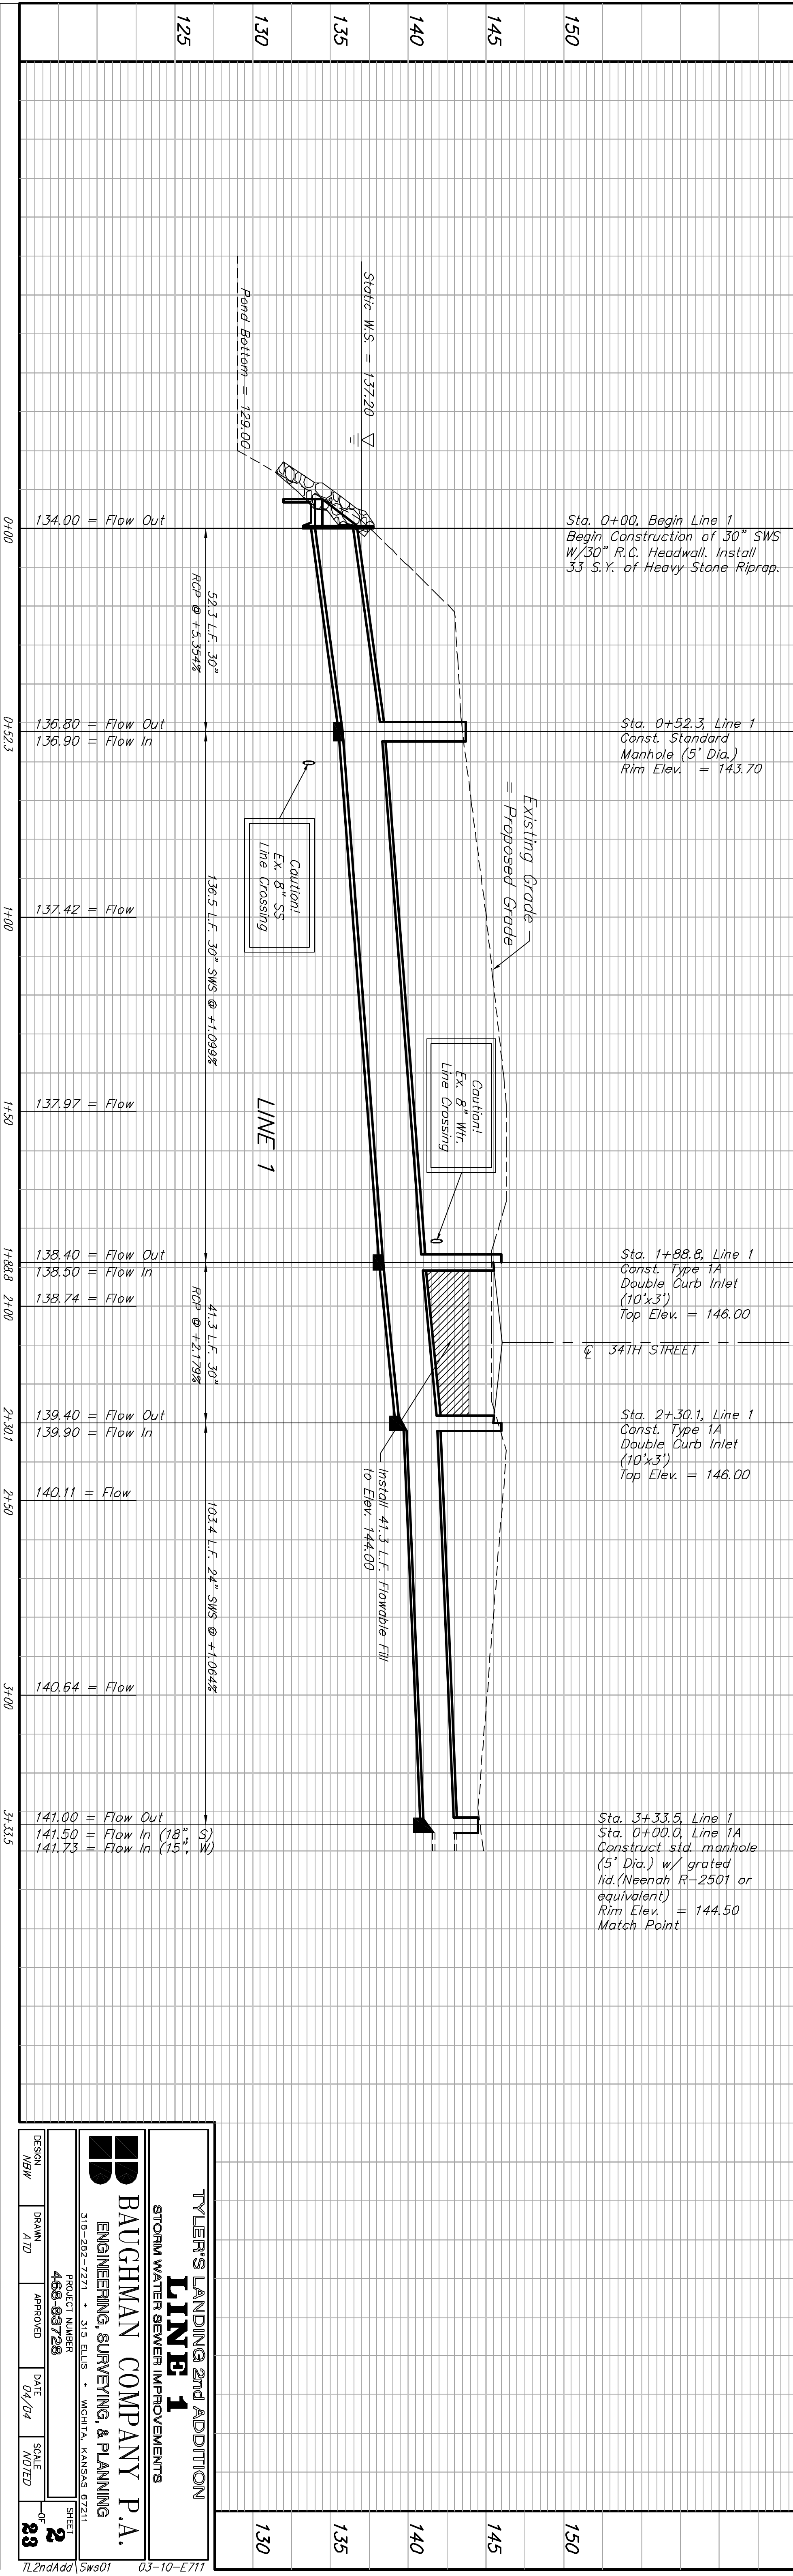 125
130
135
140
145
150
Static W.S. = 137.20
Pond Bottom = 129.00
134.00 = Flow Out
0+00
Sta. 0+00, Begin Line 1
Begin Construction of 30" SWS
W/30" R.C. Headwall. Install
33 S.Y. of Heavy Stone Riprap.
52.3 L.F. 30"
RCP @ +5.354%
136.80 = Flow Out
136.90 = Flow In
0+52.3
Sta. 0+52.3, Line 1
Const. Standard
Manhole (5' Dia.)
Rim Elev. = 143.70
Existing Grade
= Proposed Grade
Caution!
Ex. 8" SS
Line Crossing
137.42 = Flow
1+00
136.5 L.F. 30" SWS @ +1.099%
Caution!
Ex. 8" Wtr.
Line Crossing
137.97 = Flow
1+50
LINE 1
138.40 = Flow Out
138.50 = Flow In
1+88.8
138.74 = Flow
2+00
Sta. 1+88.8, Line 1
Const. Type 1A
Double Curb Inlet
(10'x3')
Top Elev. = 146.00
41.3 L.F. 30"
RCP @ +2.179%
℄ 34TH STREET
139.40 = Flow Out
139.90 = Flow In
2+30.1
Sta. 2+30.1, Line 1
Const. Type 1A
Double Curb Inlet
(10'x3')
Top Elev. = 146.00
Install 41.3 L.F. Flowable Fill
to Elev. 144.00
140.11 = Flow
2+50
103.4 L.F. 24" SWS @ +1.064%
140.64 = Flow
3+00
141.00 = Flow Out
141.50 = Flow In (18", S)
141.73 = Flow In (15", W)
3+33.5
Sta. 3+33.5, Line 1
Sta. 0+00.0, Line 1A
Construct std. manhole
(5' Dia.) w/ grated
lid.(Neenah R-2501 or
equivalent)
Rim Elev. = 144.50
Match Point
130
135
140
145
150
TYLER'S LANDING 2nd ADDITION
LINE 1
STORM WATER SEWER IMPROVEMENTS
BAUGHMAN COMPANY P.A.
ENGINEERING, SURVEYING, & PLANNING
316-262-7271 * 315 ELLIS * WICHITA, KANSAS 67211
PROJECT NUMBER
468-83728
DESIGN
NBW
DRAWN
ATD
APPROVED
DATE
04/04
SCALE
NOTED
SHEET
2
OF
23
TL2ndAdd\Sws01 03-10-E711